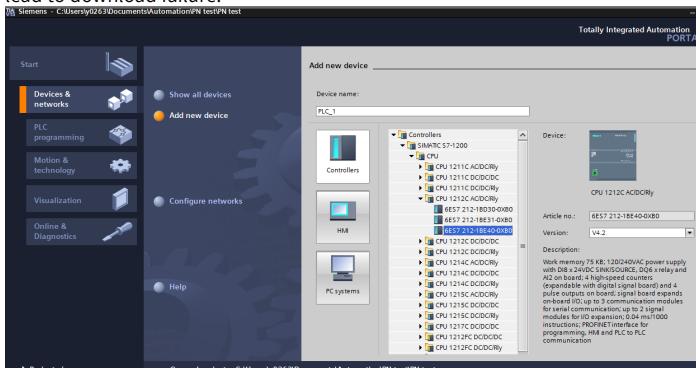 lead to download failure.
Siemens - C:\Users\y0263\Documents\Automation\PN test\PN test
Totally Integrated Automation
PORTA
Start
Devices &
networks
PLC
programming
Motion &
technology
Visualization
Online &
Diagnostics
Show all devices
Add new device
Configure networks
Help
Add new device
Device name:
PLC_1
Controllers
HMI
PC systems
Controllers
SIMATIC S7-1200
CPU
CPU 1211C AC/DC/Rly
CPU 1211C DC/DC/DC
CPU 1211C DC/DC/Rly
CPU 1212C AC/DC/Rly
6ES7 212-1BD30-0XB0
6ES7 212-1BE31-0XB0
6ES7 212-1BE40-0XB0
CPU 1212C DC/DC/DC
CPU 1212C DC/DC/Rly
CPU 1214C AC/DC/Rly
CPU 1214C DC/DC/DC
CPU 1214C DC/DC/Rly
CPU 1215C AC/DC/Rly
CPU 1215C DC/DC/DC
CPU 1215C DC/DC/Rly
CPU 1217C DC/DC/DC
CPU 1212FC DC/DC/DC
CPU 1212FC DC/DC/Rly
Device:
CPU 1212C AC/DC/Rly
Article no.:
6ES7 212-1BE40-0XB0
Version:
V4.2
Description:
Work memory 75 KB; 120/240VAC power supply
with DI8 x 24VDC SINK/SOURCE, DQ6 x relay and
AI2 on board; 4 high-speed counters
(expandable with digital signal board) and 4
pulse outputs on board; signal board expands
on-board I/O; up to 3 communication modules
for serial communication; up to 2 signal
modules for I/O expansion; 0.04 ms/1000
instructions; PROFINET interface for
programming, HMI and PLC to PLC
communication